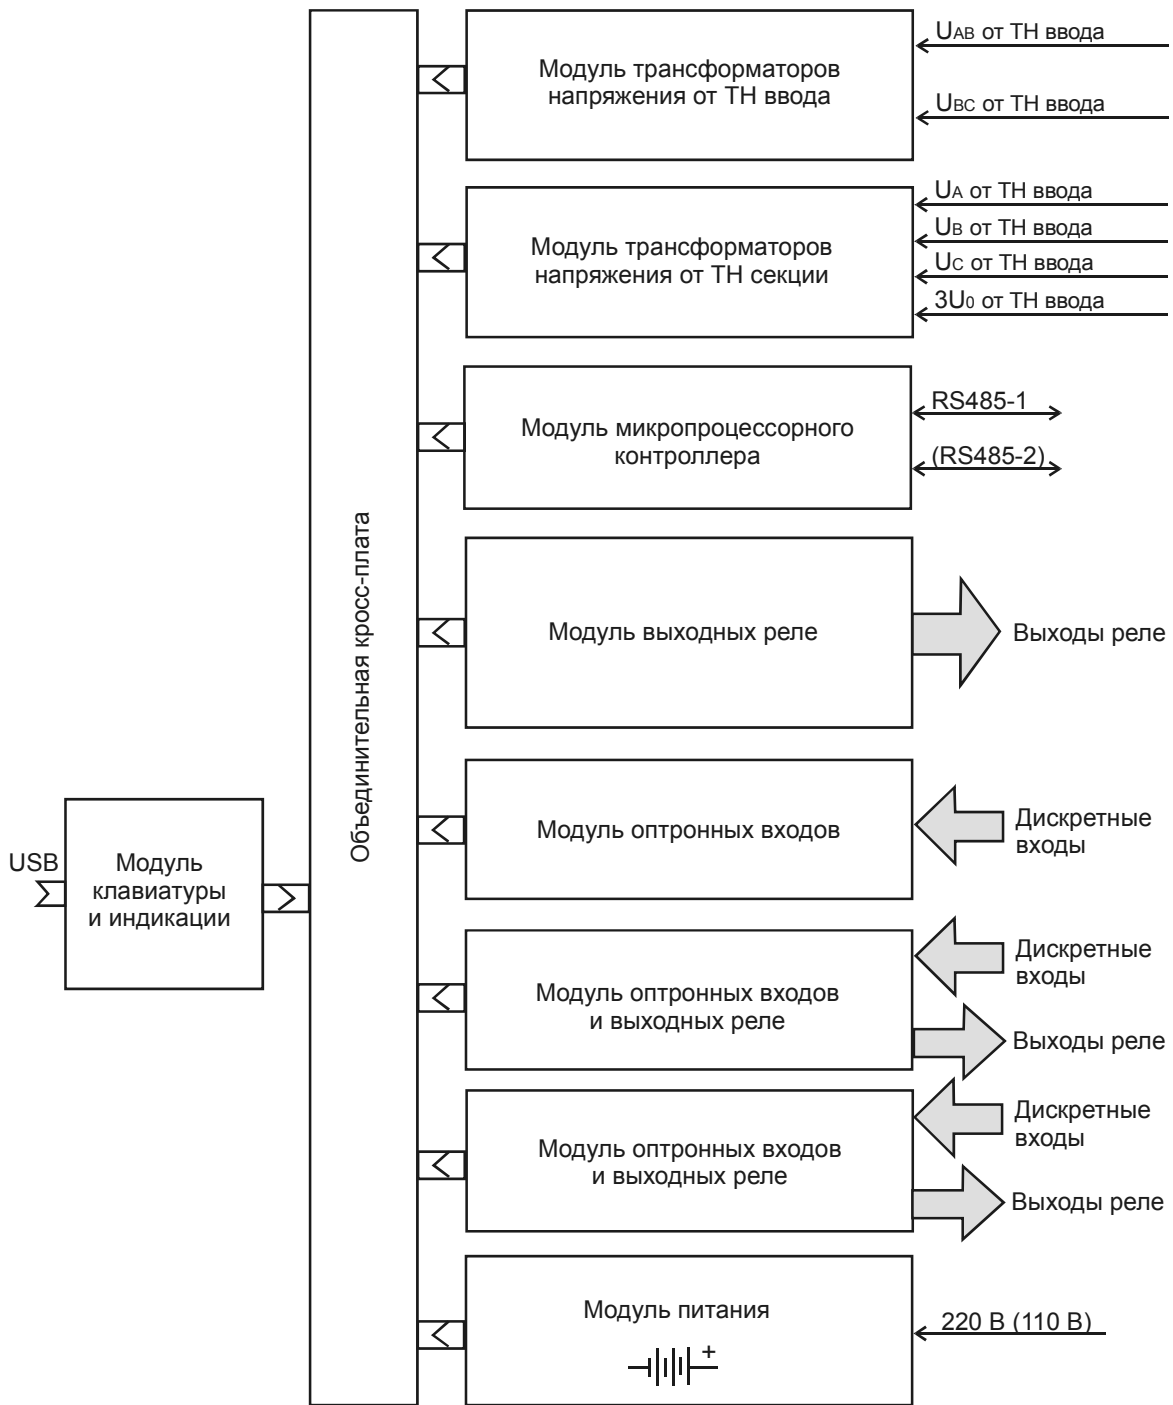 UAB от ТН ввода
Модуль трансформаторов
напряжения от ТН ввода
UBC от ТН ввода
UA от ТН ввода
UB от ТН ввода
Модуль трансформаторов
напряжения от ТН секции
UC от ТН ввода
3U0 от ТН ввода
RS485-1
Модуль микропроцессорного
контроллера
(RS485-2)
Объединительная кросс-плата
Модуль выходных реле
Выходы реле
Модуль оптронных входов
Дискретные
входы
USB
Модуль
клавиатуры
и индикации
Дискретные
входы
Модуль оптронных входов
и выходных реле
Выходы реле
Дискретные
входы
Модуль оптронных входов
и выходных реле
Выходы реле
Модуль питания
220 В (110 В)
+